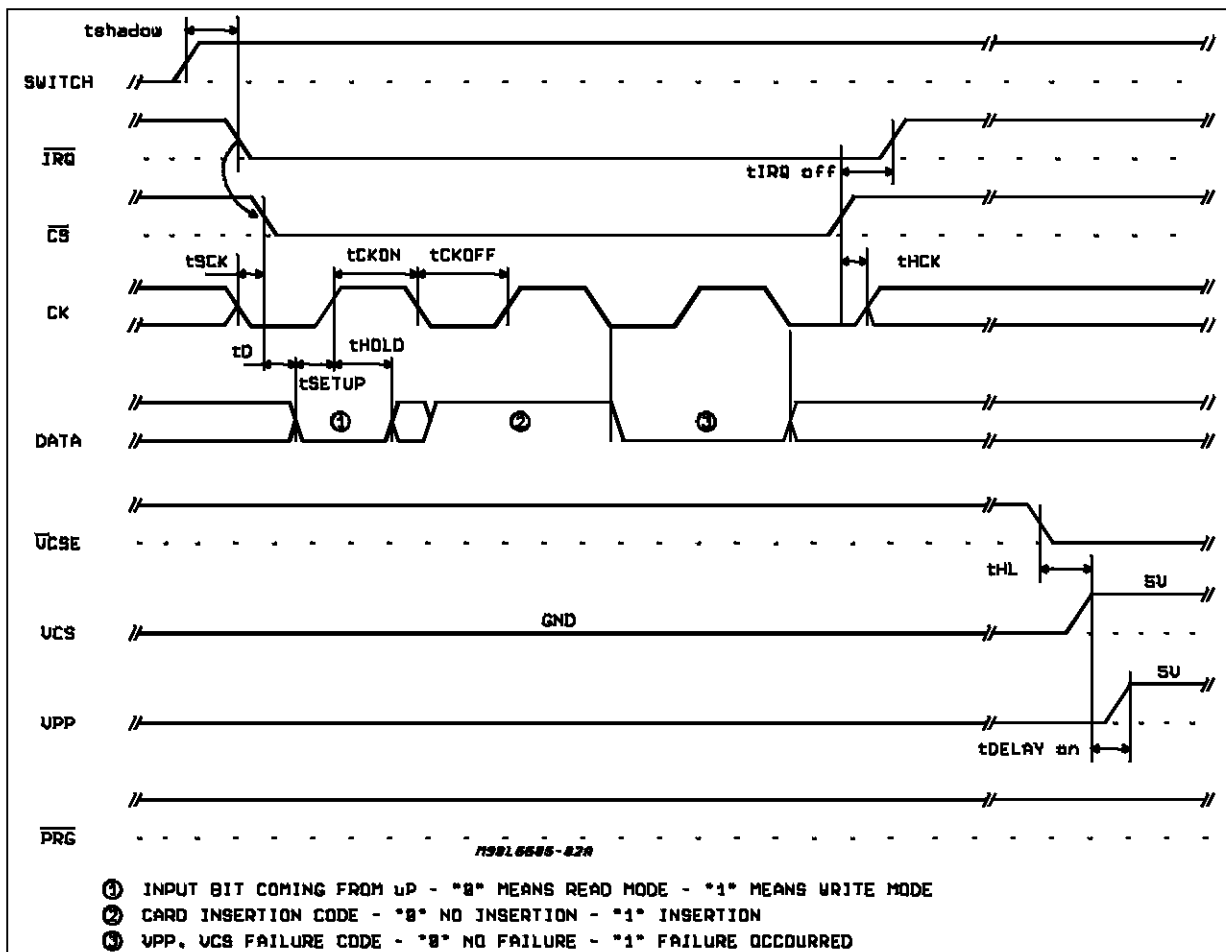 tshadow
SWITCH
IRQ
tIRQ off
CS
tSCK
tCKON
tCKOFF
tHCK
CK
tD
tHOLD
tSETUP
① ② ③
DATA
VCSE
tHL
5V
GND
VCS
5V
VPP
tDELAY on
PRG
M90L6605-02A
① INPUT BIT COMING FROM uP - "0" MEANS READ MODE - "1" MEANS WRITE MODE
② CARD INSERTION CODE - "0" NO INSERTION - "1" INSERTION
③ VPP, VCS FAILURE CODE - "0" NO FAILURE - "1" FAILURE OCCOURRED